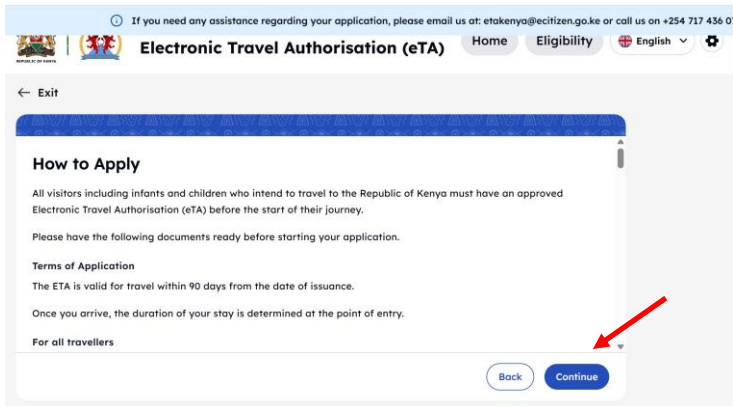 If you need any assistance regarding your application, please email us at: etakenya@ecitizen.go.ke or call us on +254 717 436 0
REPUBLIC OF KENYA
Electronic Travel Authorisation (eTA)
Home
Eligibility
English
← Exit
How to Apply
All visitors including infants and children who intend to travel to the Republic of Kenya must have an approved
Electronic Travel Authorisation (eTA) before the start of their journey.
Please have the following documents ready before starting your application.
Terms of Application
The ETA is valid for travel within 90 days from the date of issuance.
Once you arrive, the duration of your stay is determined at the point of entry.
For all travellers
Back
Continue